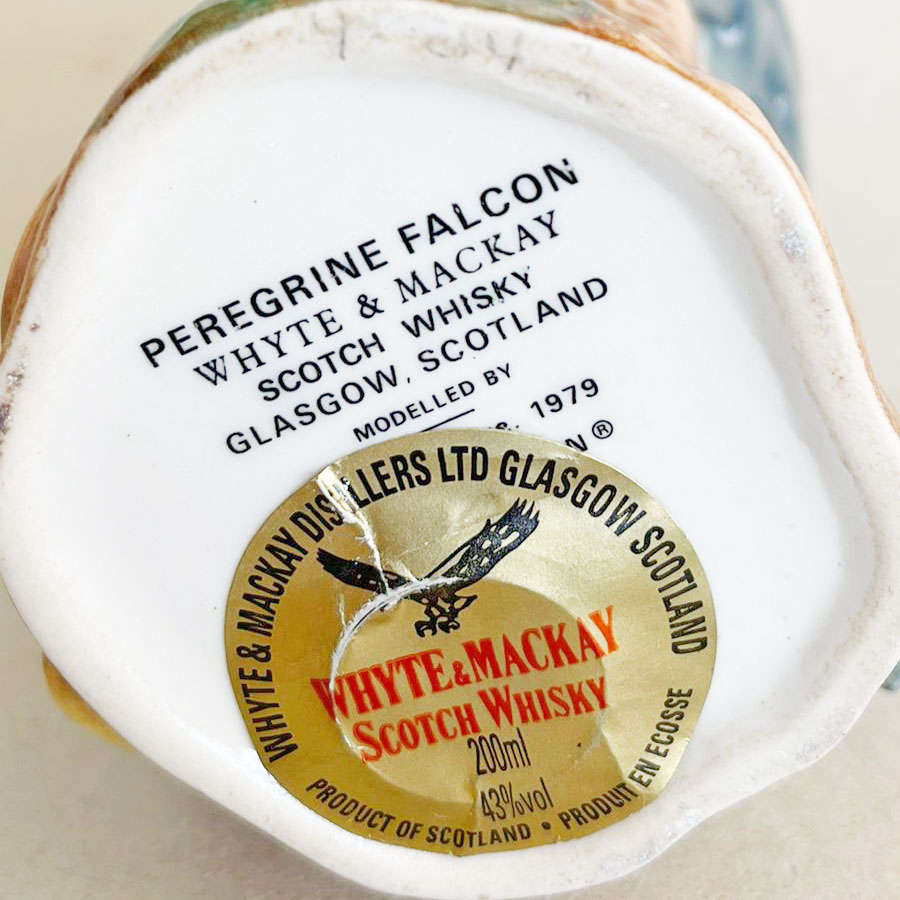 PEREGRINE FALCON
WHYTE & MACKAY
SCOTCH WHISKY
GLASGOW, SCOTLAND
MODELLED BY
1979
®
WHYTE & MACKAY DISTILLERS LTD GLASGOW SCOTLAND
WHYTE & MACKAY
SCOTCH WHISKY
200ml
43%vol
PRODUCT OF SCOTLAND • PRODUIT EN ECOSSE